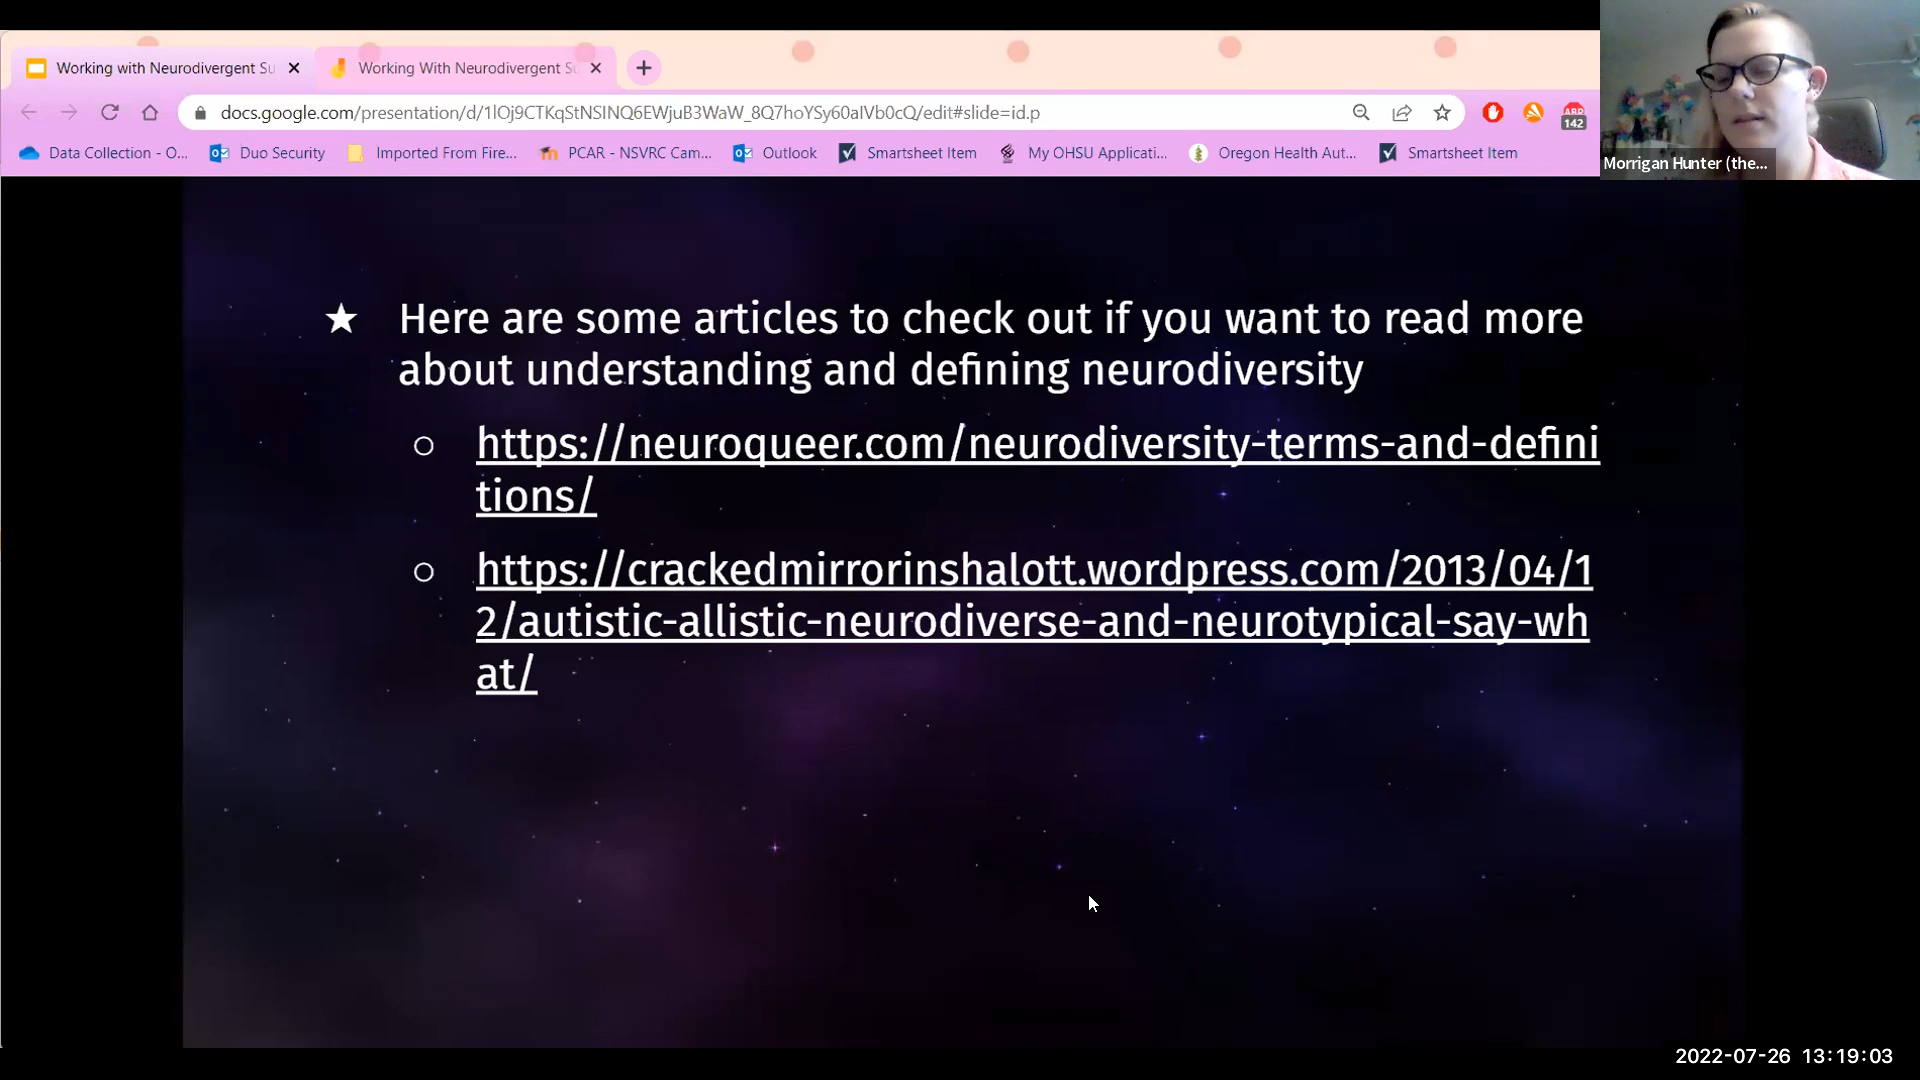 Working with Neurodivergent Su
Working With Neurodivergent S
docs.google.com/presentation/d/1lOj9CTKqStNSINQ6EWjuB3WaW_8Q7hoYSy60aIVb0cQ/edit#slide=id.p
ABP
142
Data Collection - O...
Duo Security
Imported From Fire...
PCAR - NSVRC Cam...
Outlook
Smartsheet Item
My OHSU Applicati...
Oregon Health Aut...
Smartsheet Item
Morrigan Hunter (the...
★ Here are some articles to check out if you want to read more
about understanding and defining neurodiversity
○ https://neuroqueer.com/neurodiversity-terms-and-defini
tions/
○ https://crackedmirrorinshalott.wordpress.com/2013/04/1
2/autistic-allistic-neurodiverse-and-neurotypical-say-wh
at/
2022-07-26 13:19:03